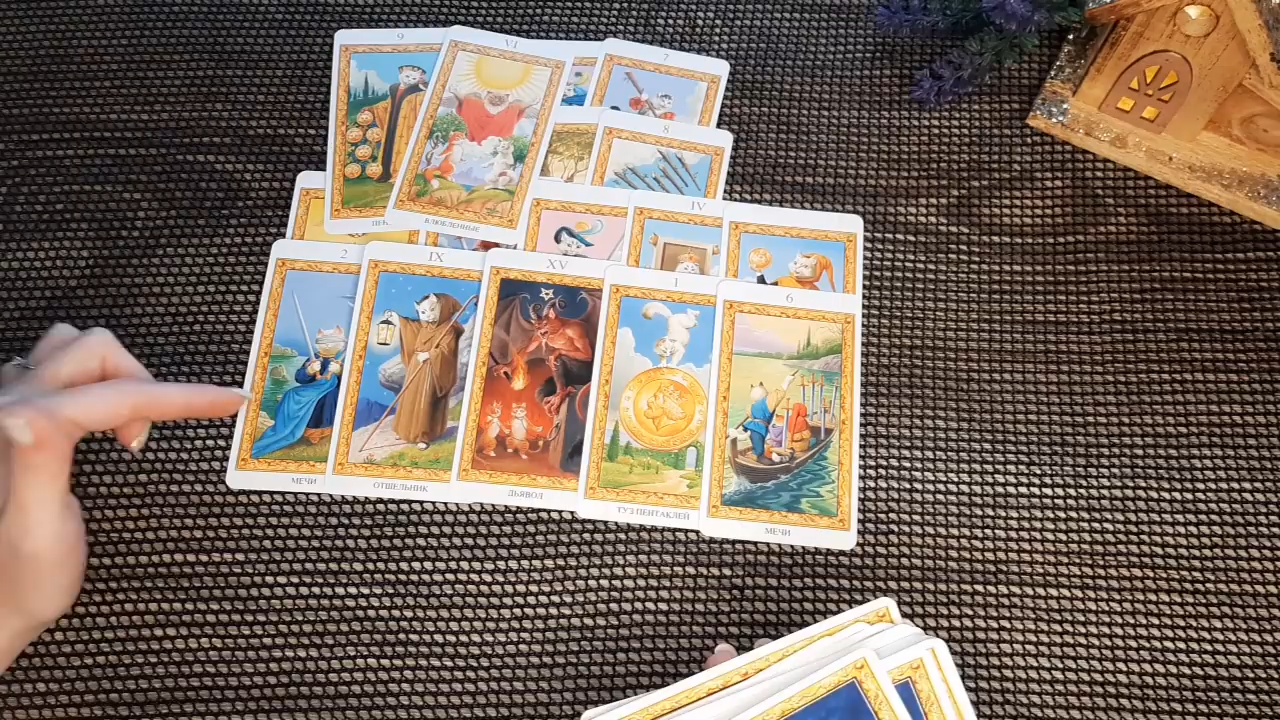 9
VI
7
8
ВЛЮБЛЕННЫЕ
IV
2
IX
XV
1
6
МЕЧИ
ОТШЕЛЬНИК
ДЬЯВОЛ
ТУЗ ПЕНТАКЛЕЙ
МЕЧИ